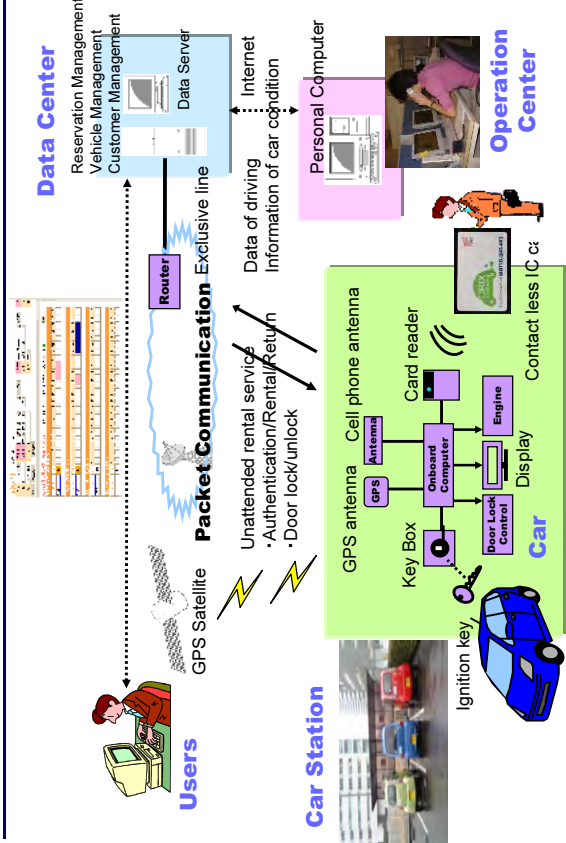 Data Center
Reservation Management
Vehicle Management
Customer Management
Data Server
Internet
Users
GPS Satellite
Router
Packet Communication
Exclusive line
Unattended rental service
・Authentication/Rental/Return
・Door lock/unlock
Data of driving
Information of car condition
Personal Computer
Operation
Center
Car Station
GPS antenna
Cell phone antenna
GPS
Antenna
Card reader
Key Box
Onboard
Computer
Door Lock
Control
Display
Engine
Ignition key
Car
Contact less IC ca
ORIX